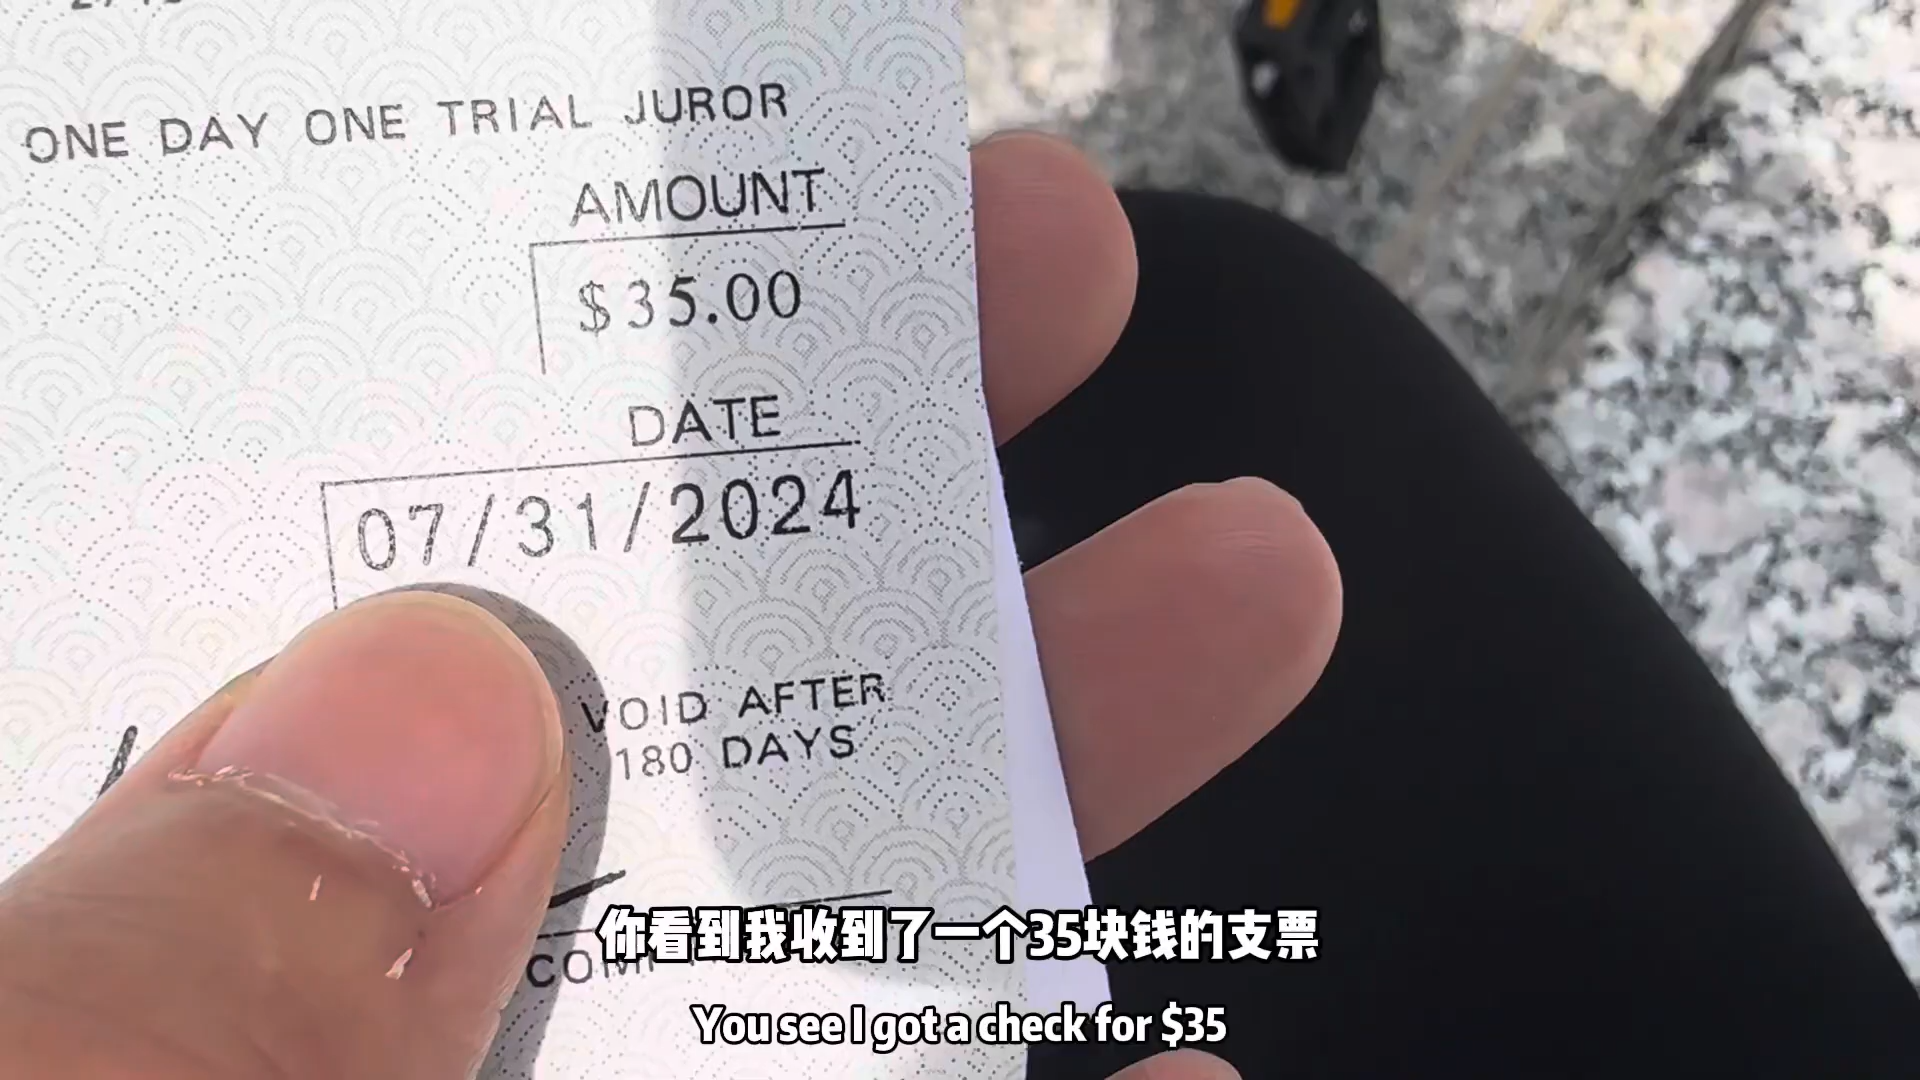 ONE DAY ONE TRIAL JUROR
AMOUNT
$35.00
DATE
07/31/2024
VOID AFTER
180 DAYS
你看到我收到了一个35块钱的支票
You see I got a check for $35